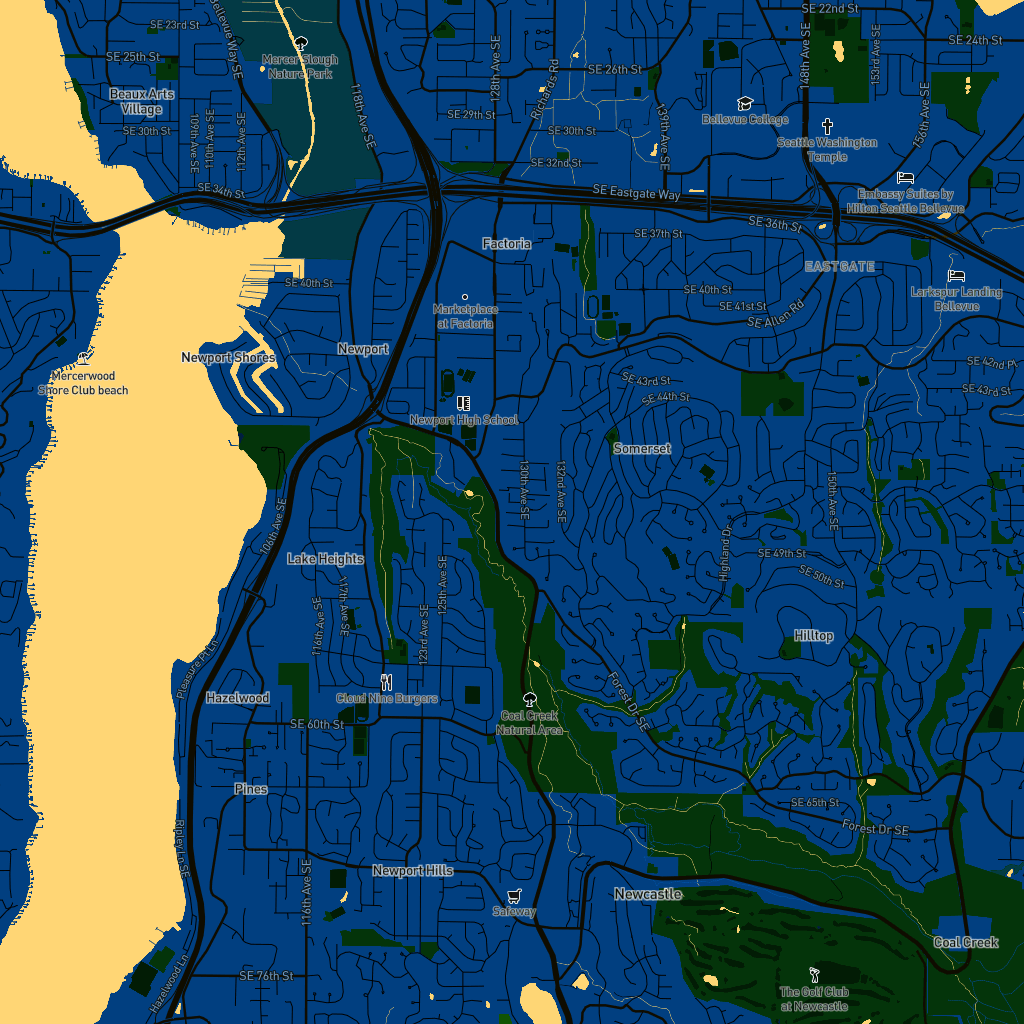 SE 22nd St
SE 23rd St
Bellevue Way SE
SE 24th St
148th Ave SE
153rd Ave SE
128th Ave SE
Mercer Slough
Nature Park
SE 25th St
SE 26th St
Richards Rd
Beaux Arts
Village
118th Ave SE
Bellevue College
156th Ave SE
SE 29th St
SE 30th St
SE 30th St
109th Ave SE
110th Ave SE
112th Ave SE
139th Ave SE
Seattle Washington
Temple
SE 32nd St
SE 34th St
SE Eastgate Way
Embassy Suites by
Hilton Seattle Bellevue
SE 36th St
SE 37th St
Factoria
EASTGATE
SE 40th St
SE 40th St
Larkspur Landing
Bellevue
Marketplace
at Factoria
SE 41st St
SE Allen Rd
Newport
Newport Shores
SE 42nd PL
Mercerwood
Shore Club beach
SE 43rd St
SE 43rd St
SE 44th St
Newport High School
Somerset
130th Ave SE
132nd Ave SE
150th Ave SE
106th Ave SE
Highland Dr
Lake Heights
SE 49th St
SE 50th St
125th Ave SE
117th Ave SE
116th Ave SE
123rd Ave SE
Hilltop
Pleasure Pt Ln
Hazelwood
Cloud Nine Burgers
Forest Dr SE
Coal Creek
Natural Area
SE 60th St
Pines
SE 65th St
Forest Dr SE
Ripley Ln SE
Newport Hills
116th Ave SE
Newcastle
Safeway
Coal Creek
SE 76th St
Hazelwood Ln
The Golf Club
at Newcastle